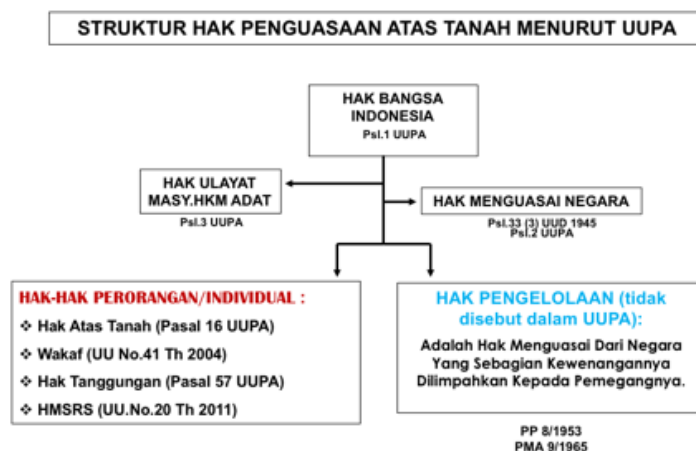 STRUKTUR HAK PENGUASAAN ATAS TANAH MENURUT UUPA
HAK BANGSA
INDONESIA
Psl.1 UUPA
HAK ULAYAT
MASY.HKM ADAT
Psl.3 UUPA
HAK MENGUASAI NEGARA
Psl.33 (3) UUD 1945
Psl.2 UUPA
HAK-HAK PERORANGAN/INDIVIDUAL :
❖ Hak Atas Tanah (Pasal 16 UUPA)
❖ Wakaf (UU No.41 Th 2004)
❖ Hak Tanggungan (Pasal 57 UUPA)
❖ HMSRS (UU.No.20 Th 2011)
HAK PENGELOLAAN (tidak
disebut dalam UUPA):
Adalah Hak Menguasai Dari Negara
Yang Sebagian Kewenangannya
Dilimpahkan Kepada Pemegangnya.
PP 8/1953
PMA 9/1965